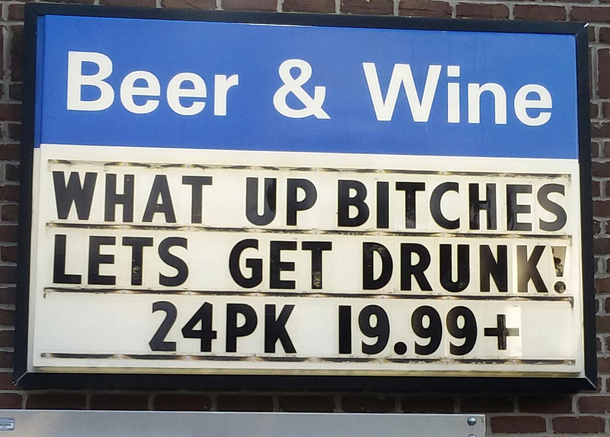 Beer & Wine
WHAT UP BITCHES
LETS GET DRUNK!
24PK 19.99+